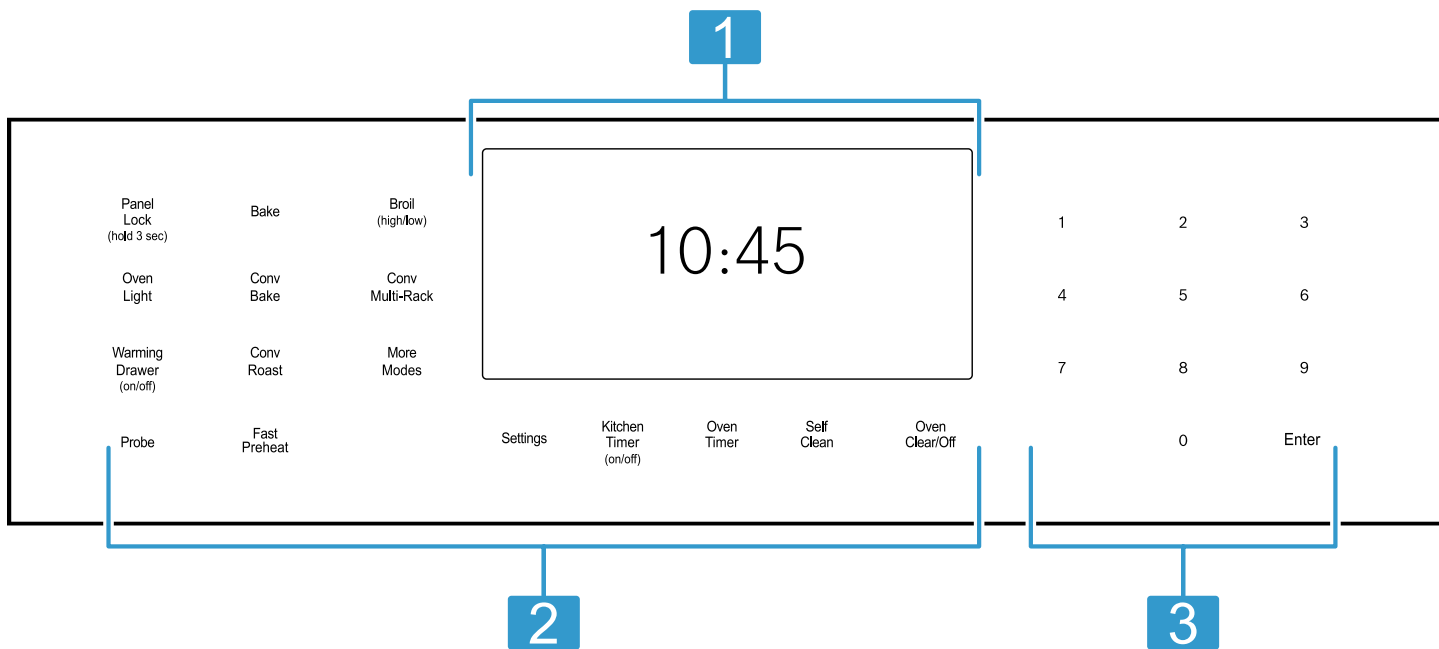 1
Panel
Lock
(hold 3 sec)
Bake
Broil
(high/low)
10:45
1
2
3
Oven
Light
Conv
Bake
Conv
Multi-Rack
4
5
6
Warming
Drawer
(on/off)
Conv
Roast
More
Modes
7
8
9
Probe
Fast
Preheat
Settings
Kitchen
Timer
(on/off)
Oven
Timer
Self
Clean
Oven
Clear/Off
0
Enter
2
3